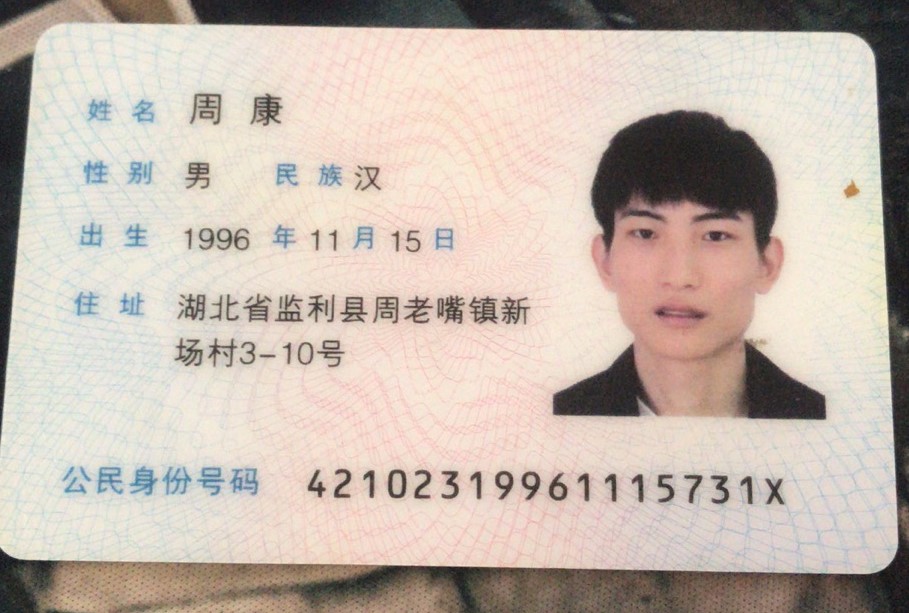 姓名 周康
性别 男 民族 汉
出生 1996 年 11 月 15 日
住址 湖北省监利县周老嘴镇新
场村3-10号
公民身份号码 42102319961115731X